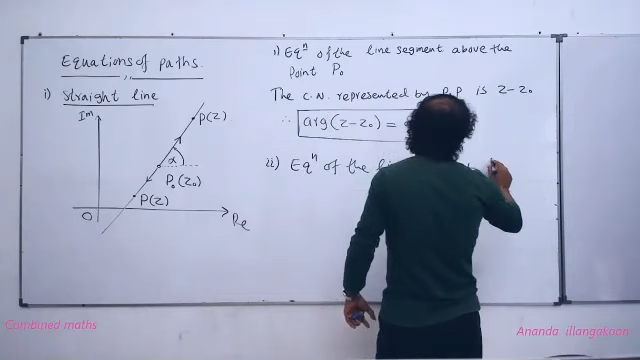 Equations of paths.
i) Straight line
Im
P(z)
α
P₀(z₀)
P(z)
O
Re
i) Eqⁿ of the line segment above the
point P₀
The C.N. represented by P₀P is z-z₀
∴ arg(z-z₀) =
ii) Eqⁿ of the
Combined maths
Ananda illangakoon